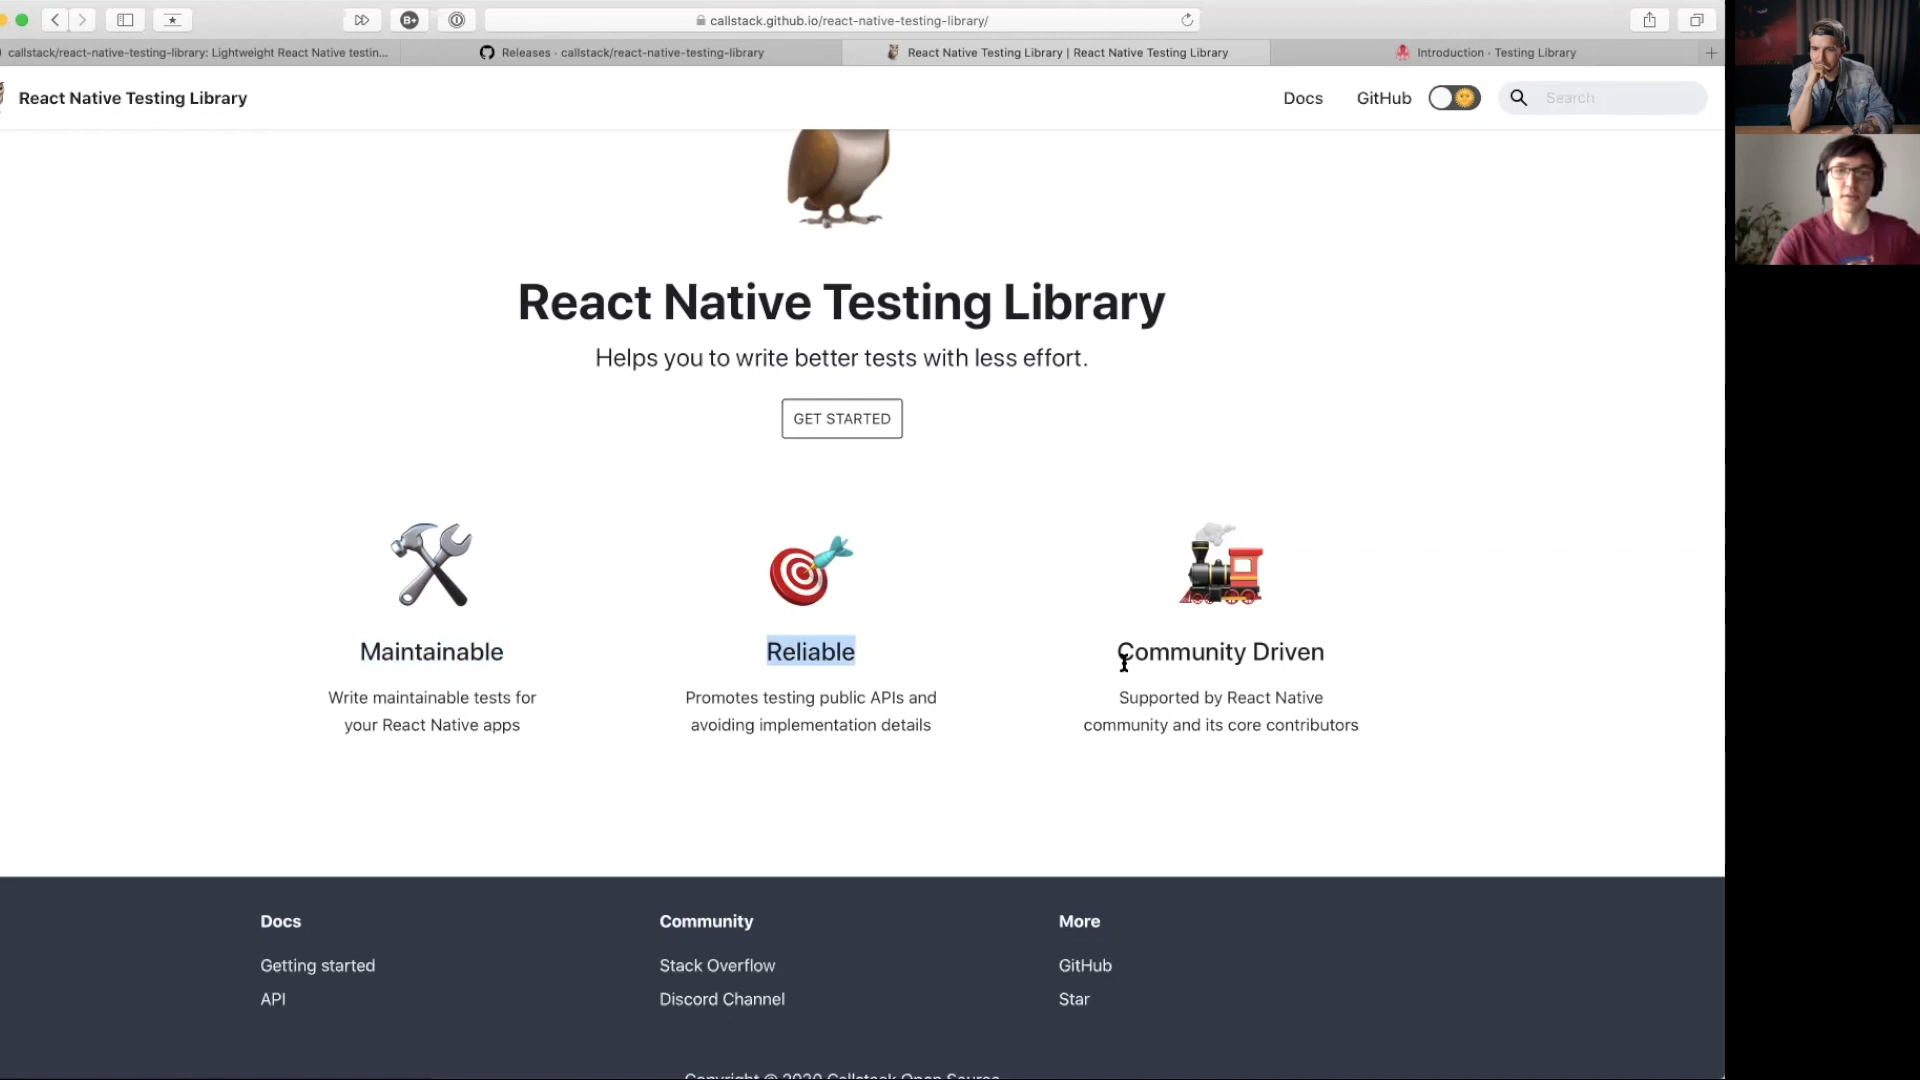 callstack.github.io/react-native-testing-library/
callstack/react-native-testing-library: Lightweight React Native testin...
Releases · callstack/react-native-testing-library
React Native Testing Library | React Native Testing Library
Introduction · Testing Library
React Native Testing Library
Docs
GitHub
Search
React Native Testing Library
Helps you to write better tests with less effort.
GET STARTED
Maintainable
Write maintainable tests for
your React Native apps
Reliable
Promotes testing public APIs and
avoiding implementation details
Community Driven
Supported by React Native
community and its core contributors
Docs
Getting started
API
Community
Stack Overflow
Discord Channel
More
GitHub
Star
Copyright © 2020 Callstack Open Source